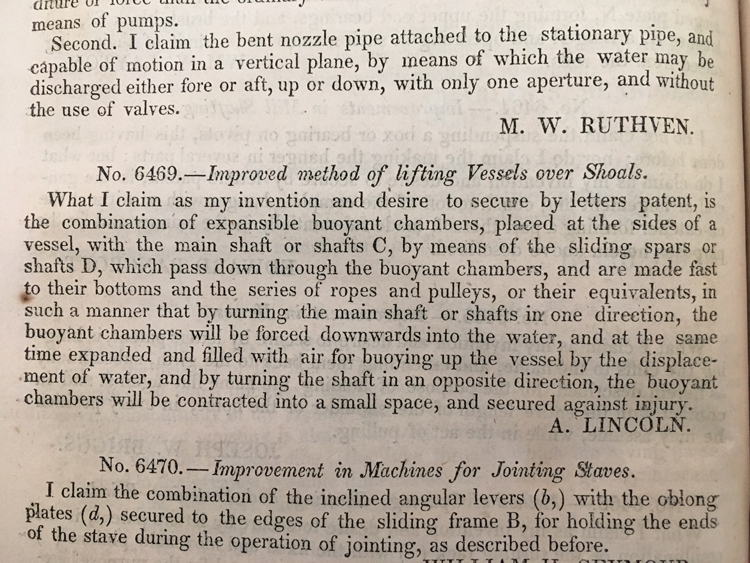 means of pumps.
Second. I claim the bent nozzle pipe attached to the stationary pipe, and
capable of motion in a vertical plane, by means of which the water may be
discharged either fore or aft, up or down, with only one aperture, and without
the use of valves.
M. W. RUTHVEN.
No. 6469.—Improved method of lifting Vessels over Shoals.
What I claim as my invention and desire to secure by letters patent, is
the combination of expansible buoyant chambers, placed at the sides of a
vessel, with the main shaft or shafts C, by means of the sliding spars or
shafts D, which pass down through the buoyant chambers, and are made fast
to their bottoms and the series of ropes and pulleys, or their equivalents, in
such a manner that by turning the main shaft or shafts in one direction, the
buoyant chambers will be forced downwards into the water, and at the same
time expanded and filled with air for buoying up the vessel by the displace-
ment of water, and by turning the shaft in an opposite direction, the buoyant
chambers will be contracted into a small space, and secured against injury.
A. LINCOLN.
No. 6470.—Improvement in Machines for Jointing Staves.
I claim the combination of the inclined angular levers (b,) with the oblong
plates (d,) secured to the edges of the sliding frame B, for holding the ends
of the stave during the operation of jointing, as described before.